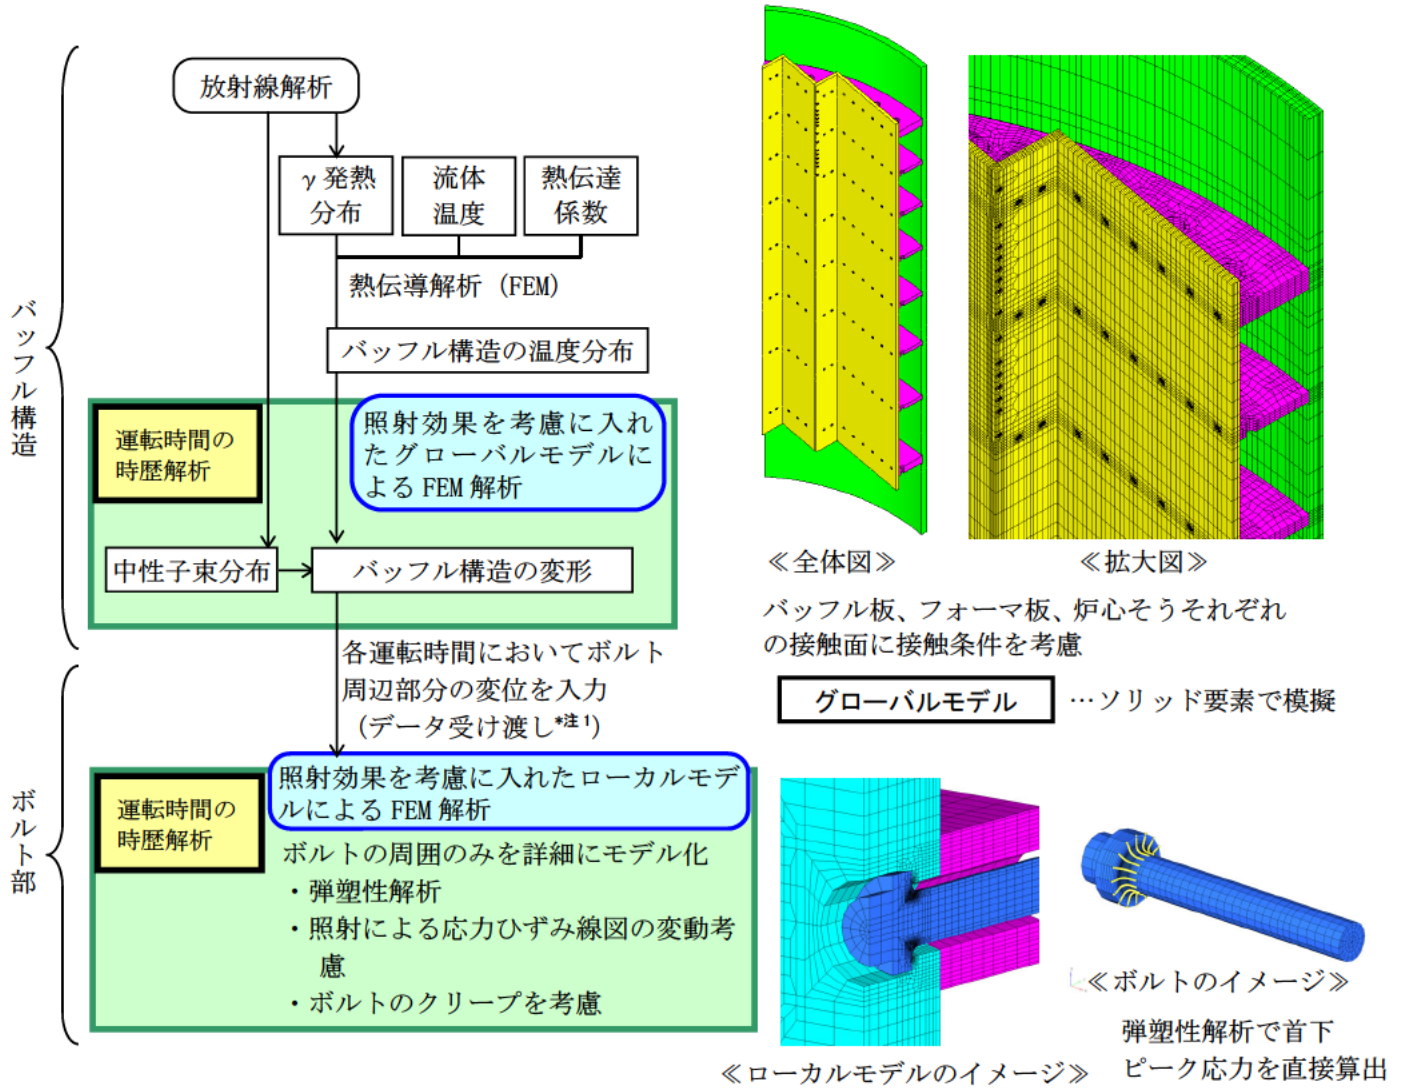 放射線解析
γ発熱
分布
流体
温度
熱伝達
係数
熱伝導解析 (FEM)
バッフル構造の温度分布
バッフル構造
運転時間の
時歴解析
照射効果を考慮に入れ
たグローバルモデルに
よる FEM 解析
中性子束分布
バッフル構造の変形
各運転時間においてボルト
周辺部分の変位を入力
(データ受け渡し*注1)
ボルト部
運転時間の
時歴解析
照射効果を考慮に入れたローカルモデ
ルによる FEM 解析
ボルトの周囲のみを詳細にモデル化
・弾塑性解析
・照射による応力ひずみ線図の変動考
慮
・ボルトのクリープを考慮
≪全体図≫
≪拡大図≫
バッフル板、フォーマ板、炉心そうそれぞれ
の接触面に接触条件を考慮
グローバルモデル
…ソリッド要素で模擬
≪ローカルモデルのイメージ≫
≪ボルトのイメージ≫
弾塑性解析で首下
ピーク応力を直接算出